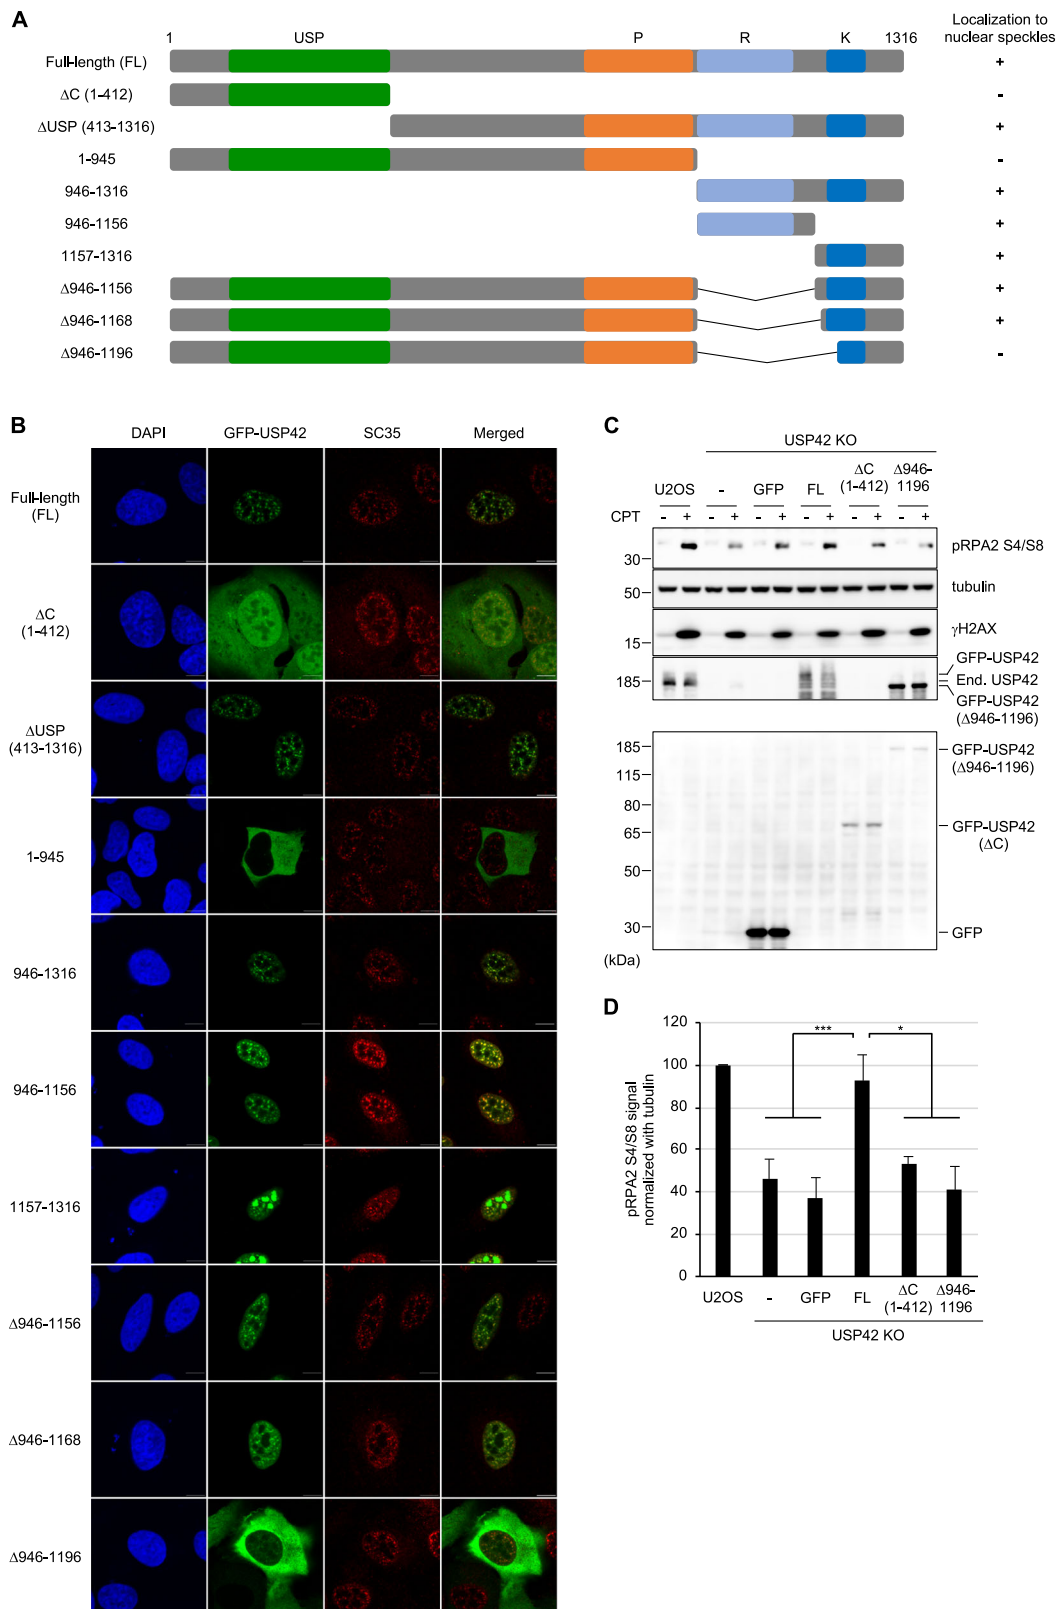 A
Localization to
nuclear speckles
1 USP P R K 1316
Full-length (FL) +
ΔC (1-412) -
ΔUSP (413-1316) +
1-945 -
946-1316 +
946-1156 +
1157-1316 +
Δ946-1156 +
Δ946-1168 +
Δ946-1196 -
B
DAPI GFP-USP42 SC35 Merged
Full-length
(FL)
ΔC
(1-412)
ΔUSP
(413-1316)
1-945
946-1316
946-1156
1157-1316
Δ946-1156
Δ946-1168
Δ946-1196
C
USP42 KO
U2OS - GFP FL ΔC (1-412) Δ946-1196
CPT - + - + - + - + - + - +
30 pRPA2 S4/S8
50 tubulin
15 γH2AX
GFP-USP42
185 End. USP42
GFP-USP42
(Δ946-1196)
185 GFP-USP42
(Δ946-1196)
115
80
65 GFP-USP42
(ΔC)
50
30 GFP
(kDa)
D
pRPA2 S4/S8 signal
normalized with tubulin
120
100
80
60
40
20
0
*** *
U2OS - GFP FL ΔC (1-412) Δ946-1196
USP42 KO